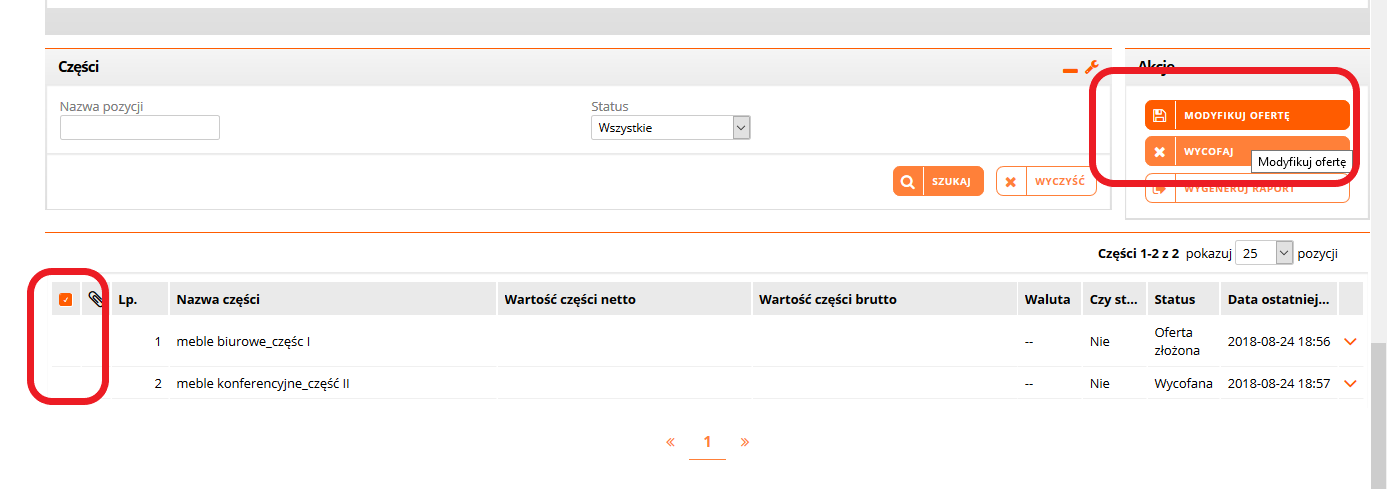 Części
Akcje
Nazwa pozycji
Status
Wszystkie
SZUKAJ
WYCZYŚĆ
MODYFIKUJ OFERTĘ
WYCOFAJ
Modyfikuj ofertę
WYGENERUJ RAPORT
Części 1-2 z 2 pokazuj 25 pozycji
Lp. Nazwa części Wartość części netto Wartość części brutto Waluta Czy st... Status Data ostatniej...
1 meble biurowe_częśc I -- Nie Oferta złożona 2018-08-24 18:56
2 meble konferencyjne_część II -- Nie Wycofana 2018-08-24 18:57
« 1 »